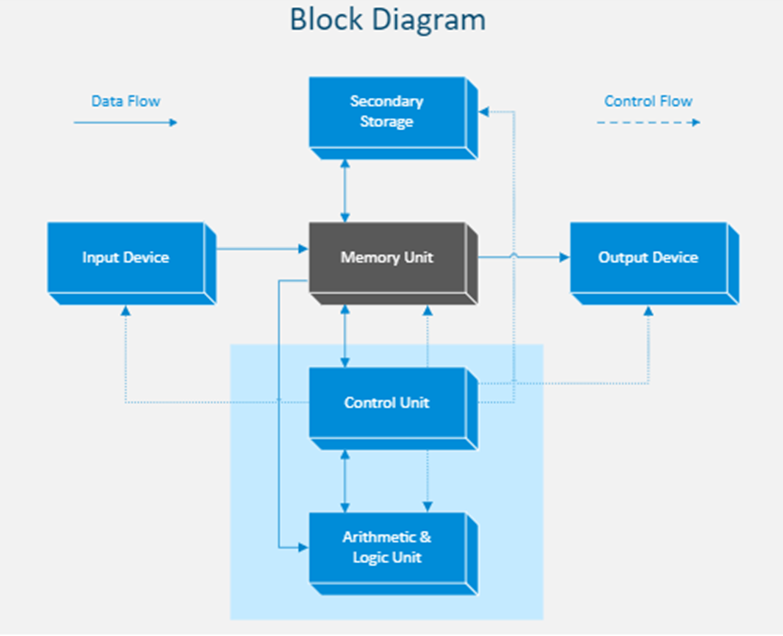 Block Diagram
Data Flow
Secondary
Storage
Control Flow
Input Device
Memory Unit
Output Device
Control Unit
Arithmetic &
Logic Unit